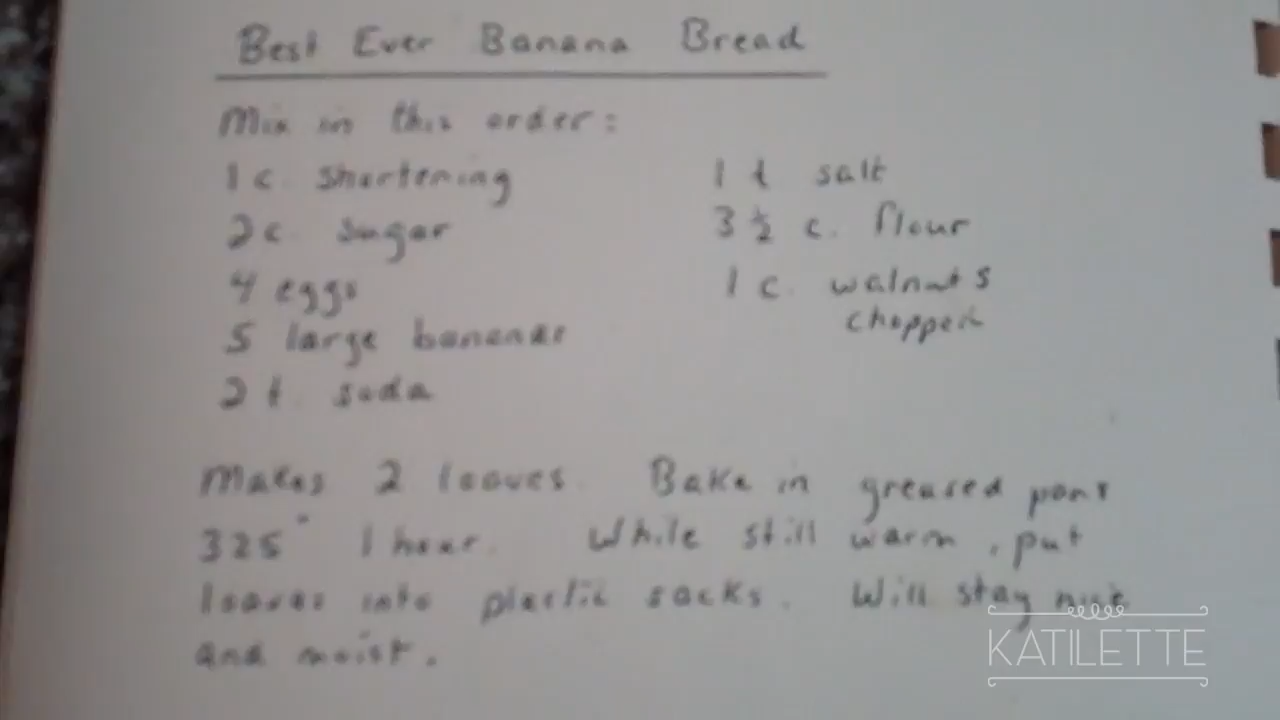 Best Ever Banana Bread
Mix in this order:
1 c. shortening
2 c. sugar
4 eggs
5 large bananas
2 t. soda
1 t salt
3 ½ c. flour
1 c. walnuts
chopped
Makes 2 loaves. Bake in greased pans
325° 1 hour. While still warm, put
loaves into plastic sacks. Will stay nice
and moist.
KATILETTE